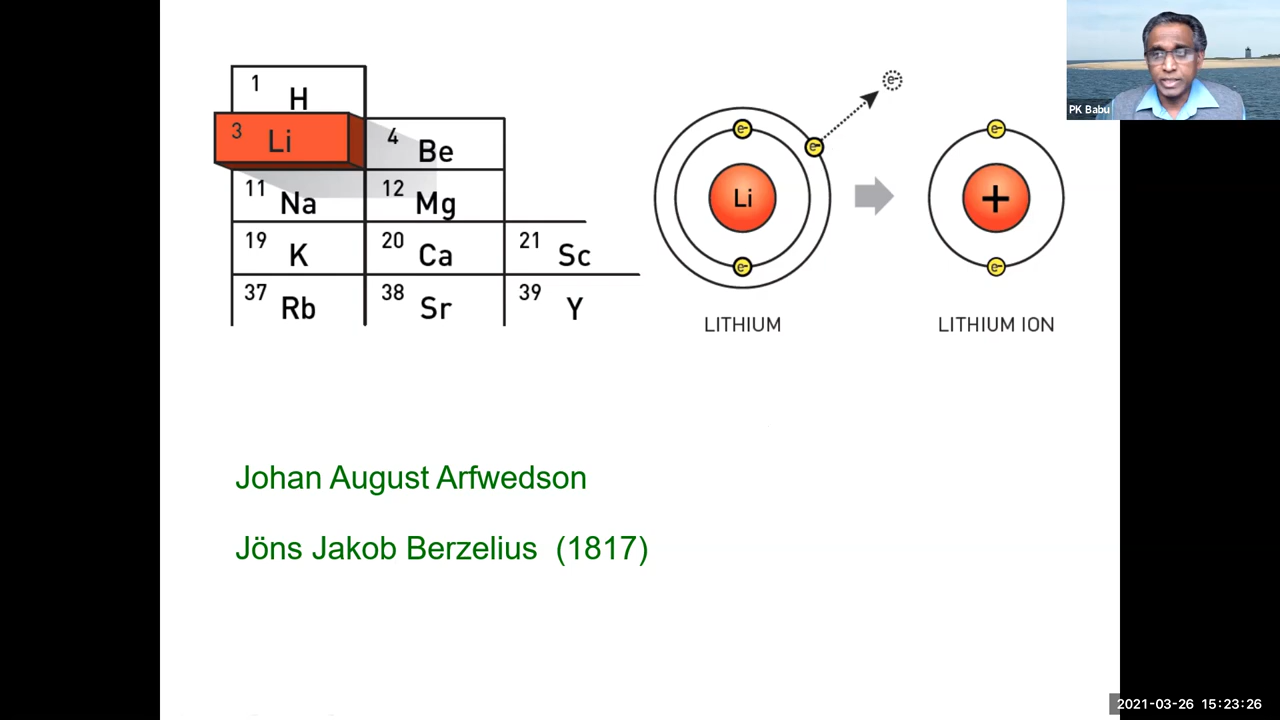 1 H
3 Li
4 Be
11 Na
12 Mg
19 K
20 Ca
21 Sc
37 Rb
38 Sr
39 Y
e-
e-
e-
Li
e-
LITHIUM
e-
+
e-
LITHIUM ION
Johan August Arfwedson
Jöns Jakob Berzelius (1817)
PK Babu
2021-03-26 15:23:26